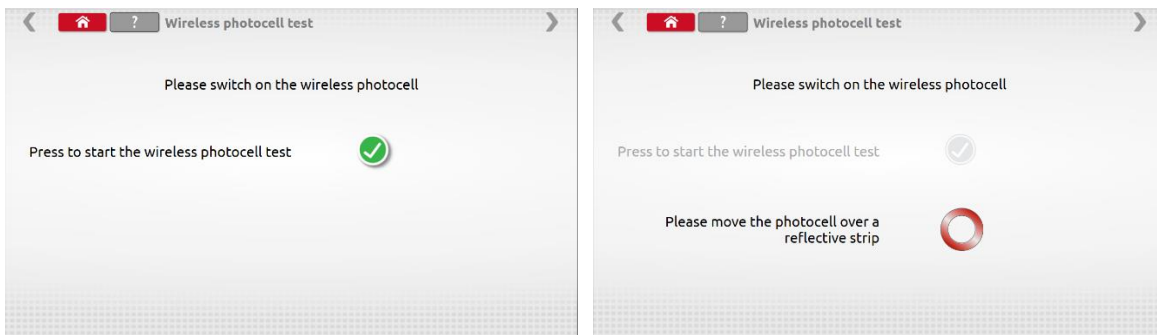 ? Wireless photocell test
Please switch on the wireless photocell
Press to start the wireless photocell test
? Wireless photocell test
Please switch on the wireless photocell
Press to start the wireless photocell test
Please move the photocell over a
reflective strip